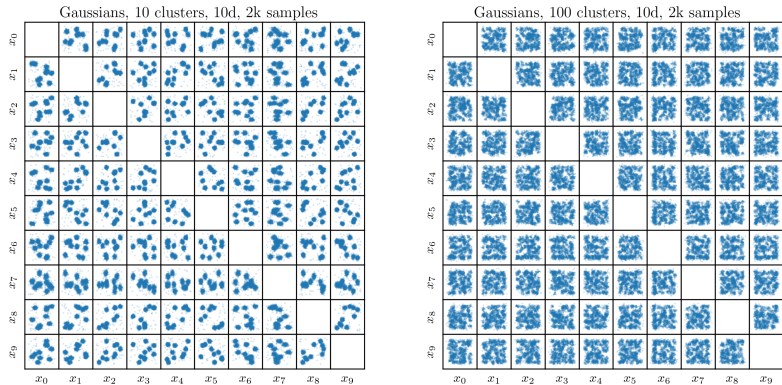 Gaussians, 10 clusters, 10d, 2k samples
x0
x1
x2
x3
x4
x5
x6
x7
x8
x9
x0 x1 x2 x3 x4 x5 x6 x7 x8 x9
Gaussians, 100 clusters, 10d, 2k samples
x0
x1
x2
x3
x4
x5
x6
x7
x8
x9
x0 x1 x2 x3 x4 x5 x6 x7 x8 x9